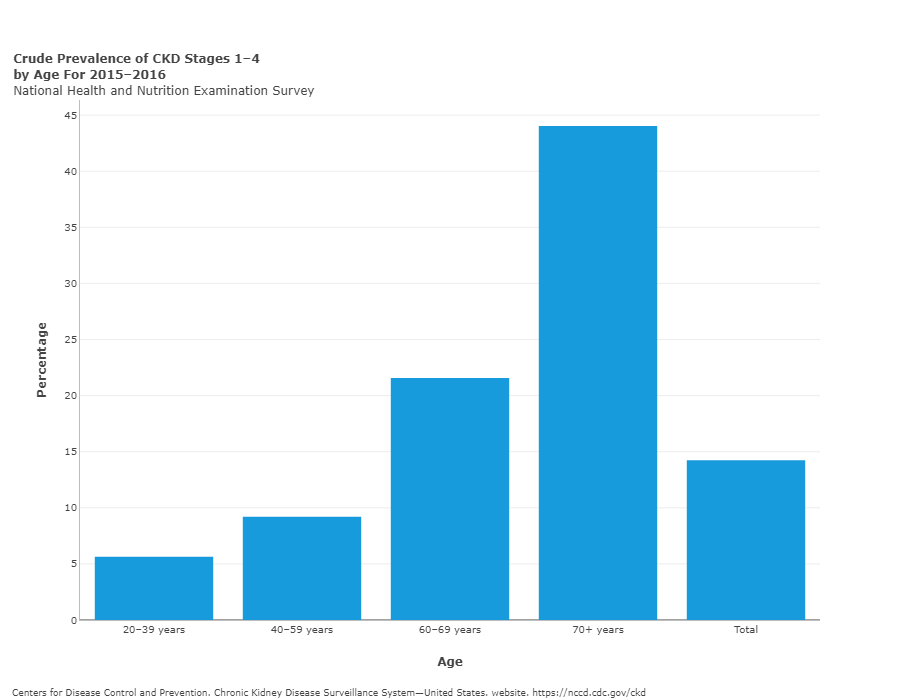 Crude Prevalence of CKD Stages 1–4
by Age For 2015–2016
National Health and Nutrition Examination Survey
45
40
35
30
25
20
15
10
5
0
Percentage
20–39 years
40–59 years
60–69 years
70+ years
Total
Age
Centers for Disease Control and Prevention. Chronic Kidney Disease Surveillance System—United States. website. https://nccd.cdc.gov/ckd